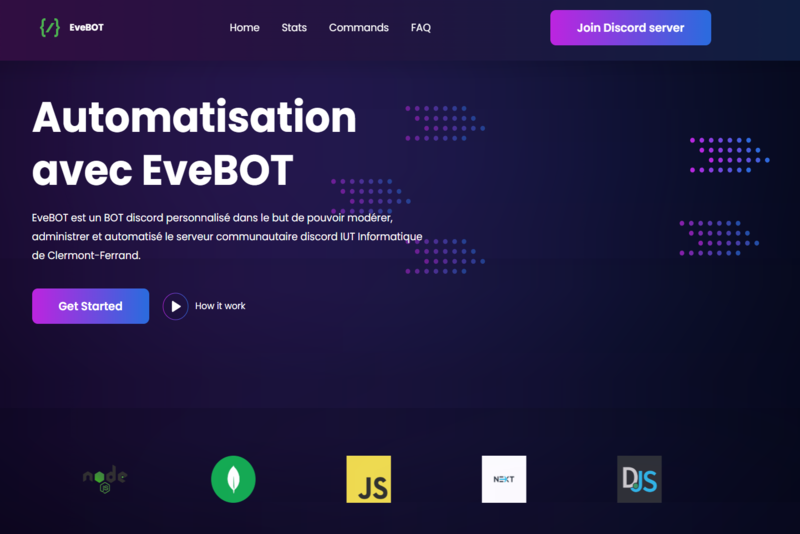 EveBOT
Home Stats Commands FAQ
Join Discord server
Automatisation
avec EveBOT
EveBOT est un BOT discord personnalisé dans le but de pouvoir modérer,
administrer et automatisé le serveur communautaire discord IUT Informatique
de Clermont-Ferrand.
Get Started
How it work
node
JS
JS
NEXT
DJS